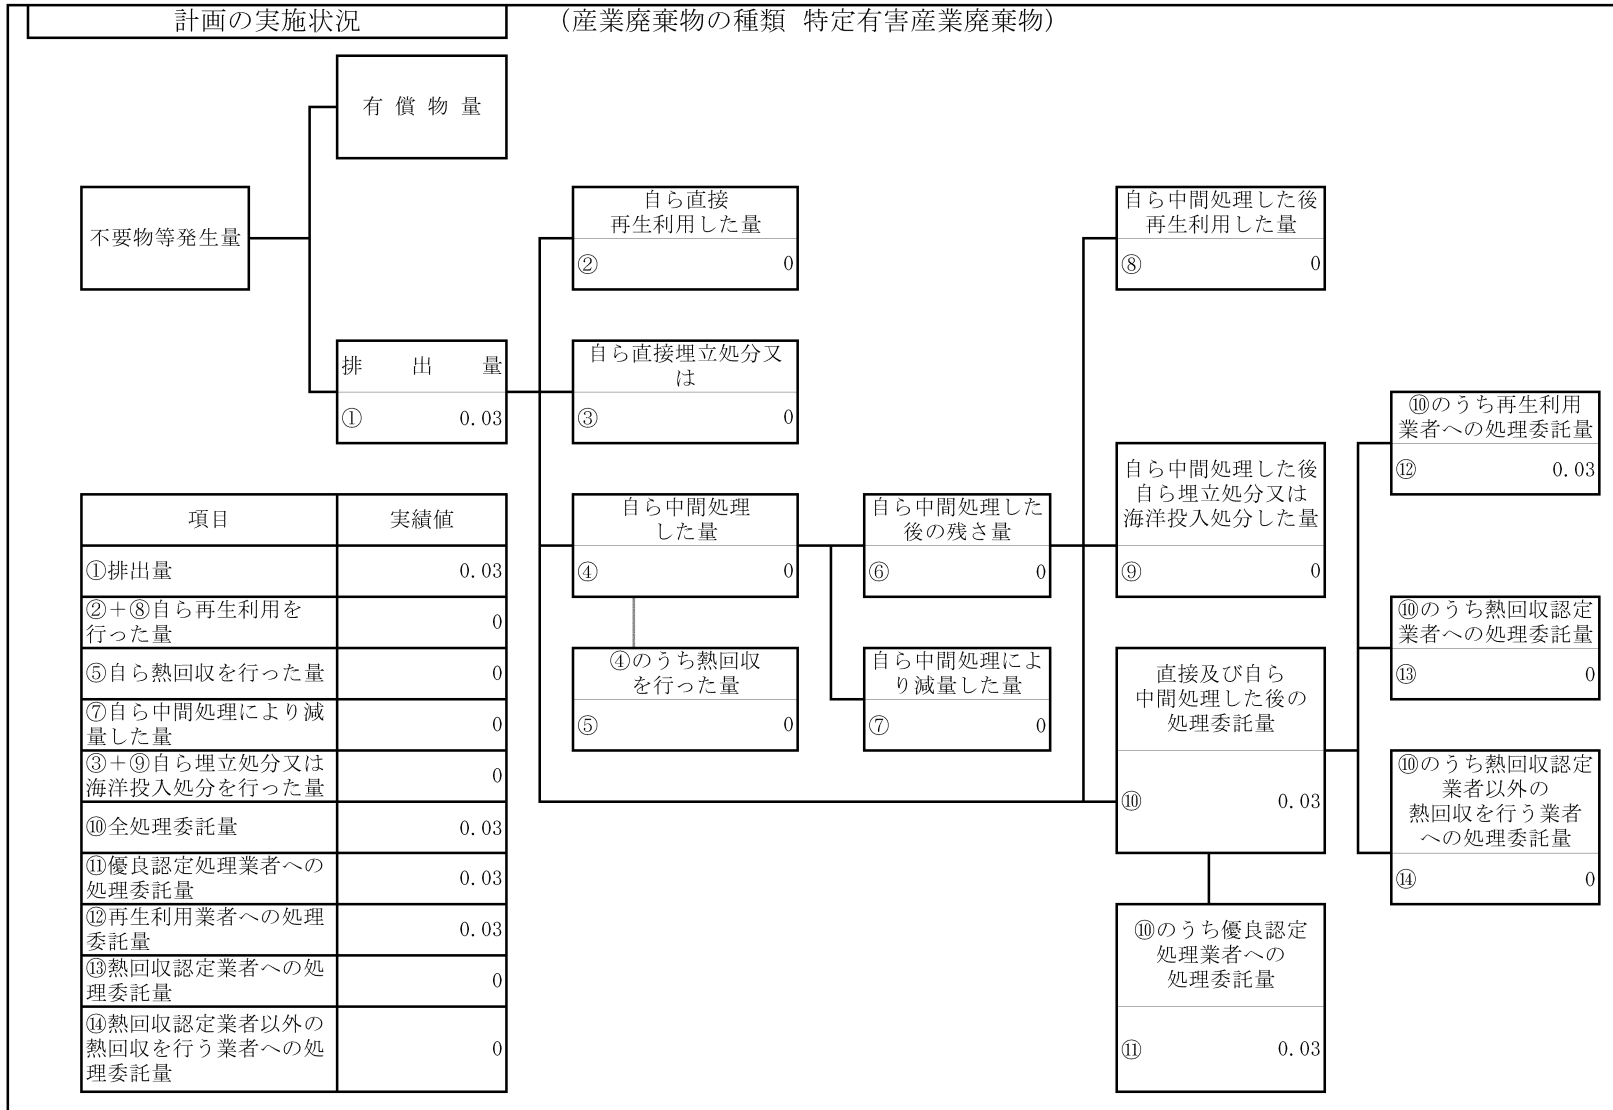 計画の実施状況
(産業廃棄物の種類 特定有害産業廃棄物)
有償物量
不要物等発生量
排出量
① 0.03
自ら直接
再生利用した量
② 0
自ら直接埋立処分又
は
③ 0
自ら中間処理
した量
④ 0
④のうち熱回収
を行った量
⑤ 0
自ら中間処理した
後の残さ量
⑥ 0
自ら中間処理によ
り減量した量
⑦ 0
自ら中間処理した後
再生利用した量
⑧ 0
自ら中間処理した後
自ら埋立処分又は
海洋投入処分した量
⑨ 0
直接及び自ら
中間処理した後の
処理委託量
⑩ 0.03
⑩のうち優良認定
処理業者への
処理委託量
⑪ 0.03
⑩のうち再生利用
業者への処理委託量
⑫ 0.03
⑩のうち熱回収認定
業者への処理委託量
⑬ 0
⑩のうち熱回収認定
業者以外の
熱回収を行う業者
への処理委託量
⑭ 0
項目 実績値
①排出量 0.03
②+⑧自ら再生利用を
行った量 0
⑤自ら熱回収を行った量 0
⑦自ら中間処理により減
量した量 0
③+⑨自ら埋立処分又は
海洋投入処分を行った量 0
⑩全処理委託量 0.03
⑪優良認定処理業者への
処理委託量 0.03
⑫再生利用業者への処理
委託量 0.03
⑬熱回収認定業者への処
理委託量 0
⑭熱回収認定業者以外の
熱回収を行う業者への処
理委託量 0